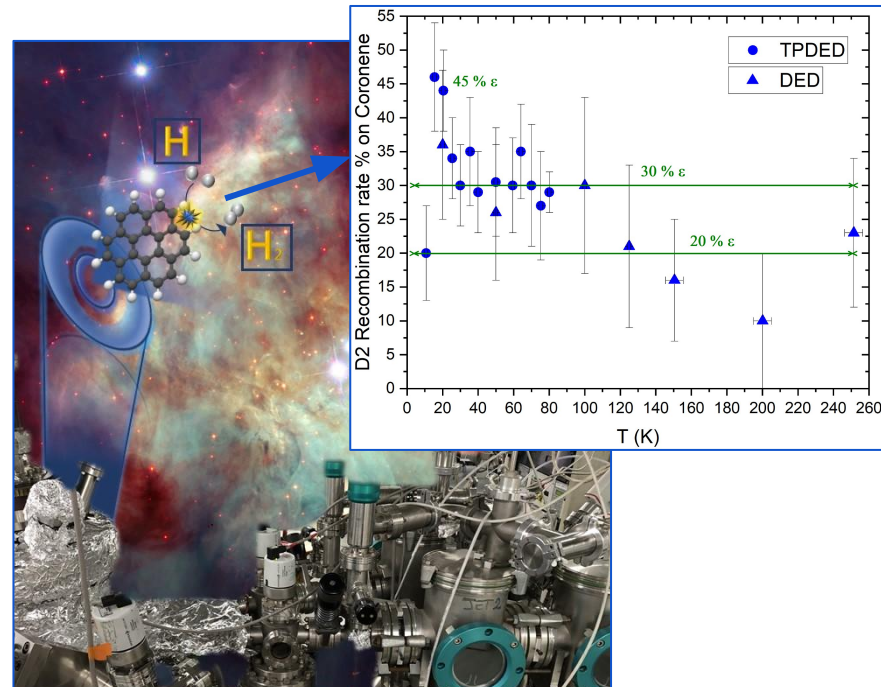 H
H2
D2 Recombination rate % on Coronene
55
50
45
40
35
30
25
20
15
10
5
0
0 20 40 60 80 100 120 140 160 180 200 220 240 260
T (K)
TPDED
DED
45 % ε
30 % ε
20 % ε
JET 2